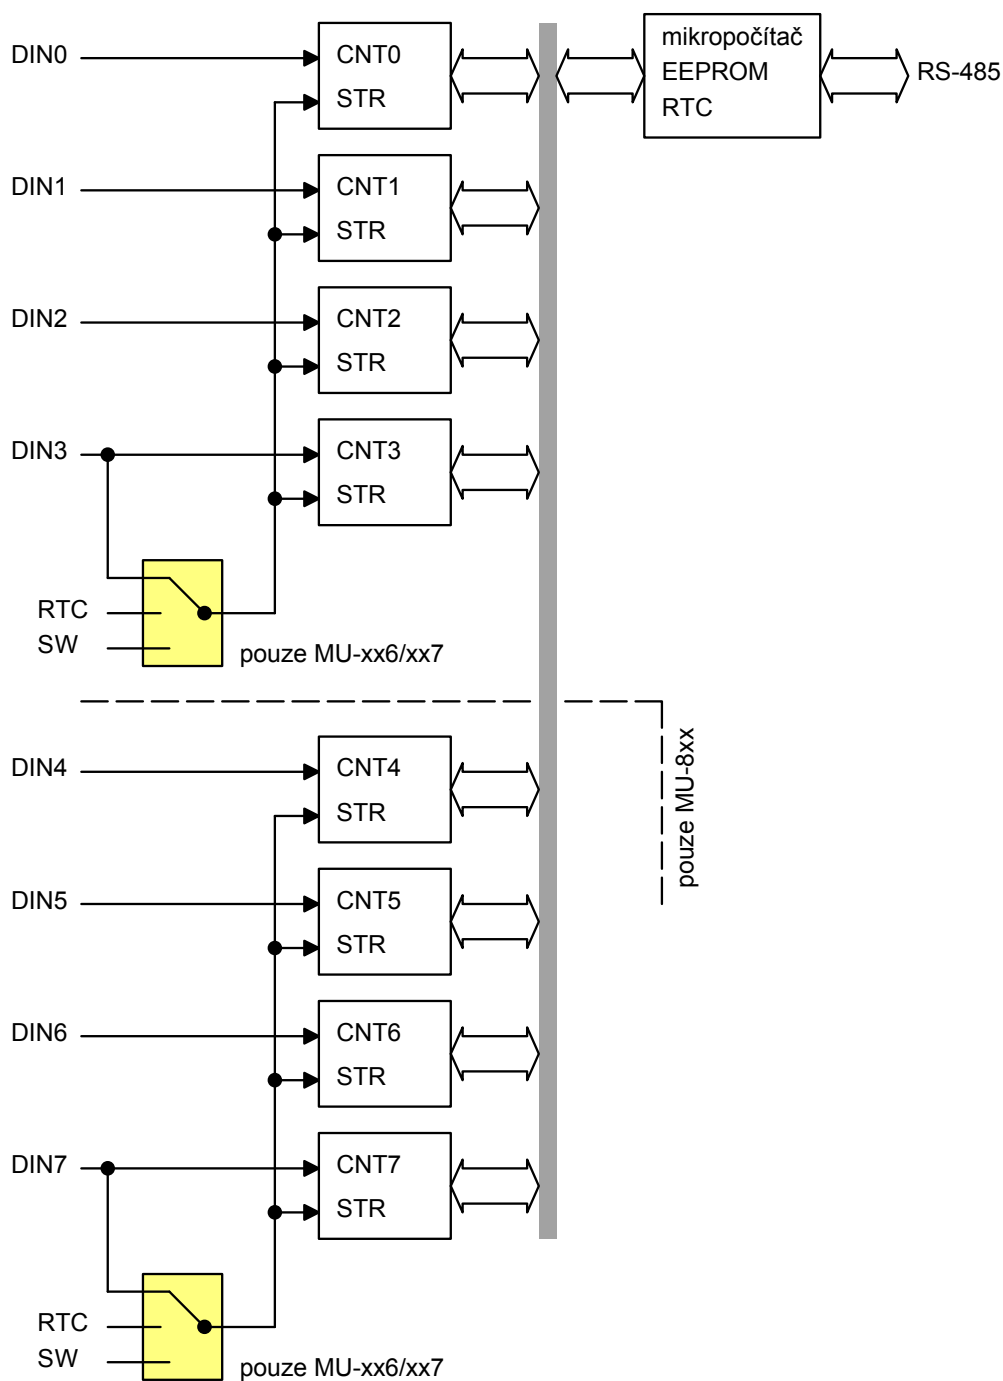 DIN0
CNT0
STR
mikropočítač
EEPROM
RTC
RS-485
DIN1
CNT1
STR
DIN2
CNT2
STR
DIN3
CNT3
STR
RTC
SW
pouze MU-xx6/xx7
pouze MU-8xx
DIN4
CNT4
STR
DIN5
CNT5
STR
DIN6
CNT6
STR
DIN7
CNT7
STR
RTC
SW
pouze MU-xx6/xx7